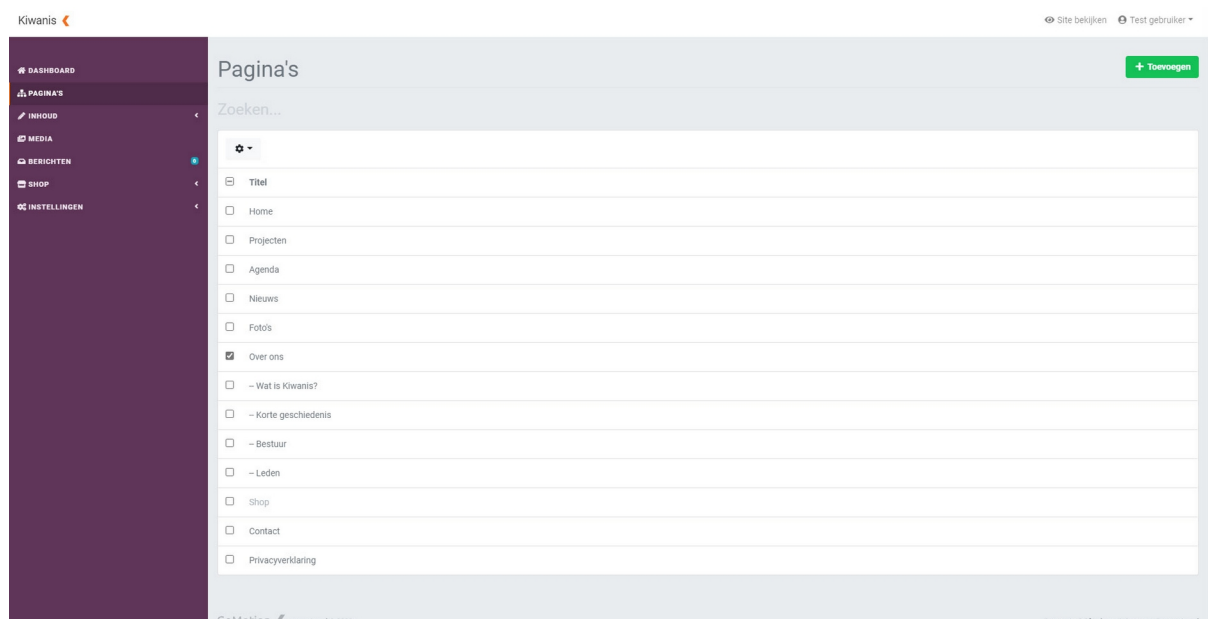 Kiwanis
Site bekijken Test gebruiker
DASHBOARD
PAGINA'S
INHOUD
MEDIA
BERICHTEN 0
SHOP
INSTELLINGEN
Pagina's
+ Toevoegen
Zoeken...
Titel
Home
Projecten
Agenda
Nieuws
Foto's
Over ons
-- Wat is Kiwanis?
-- Korte geschiedenis
-- Bestuur
-- Leden
Shop
Contact
Privacyverklaring